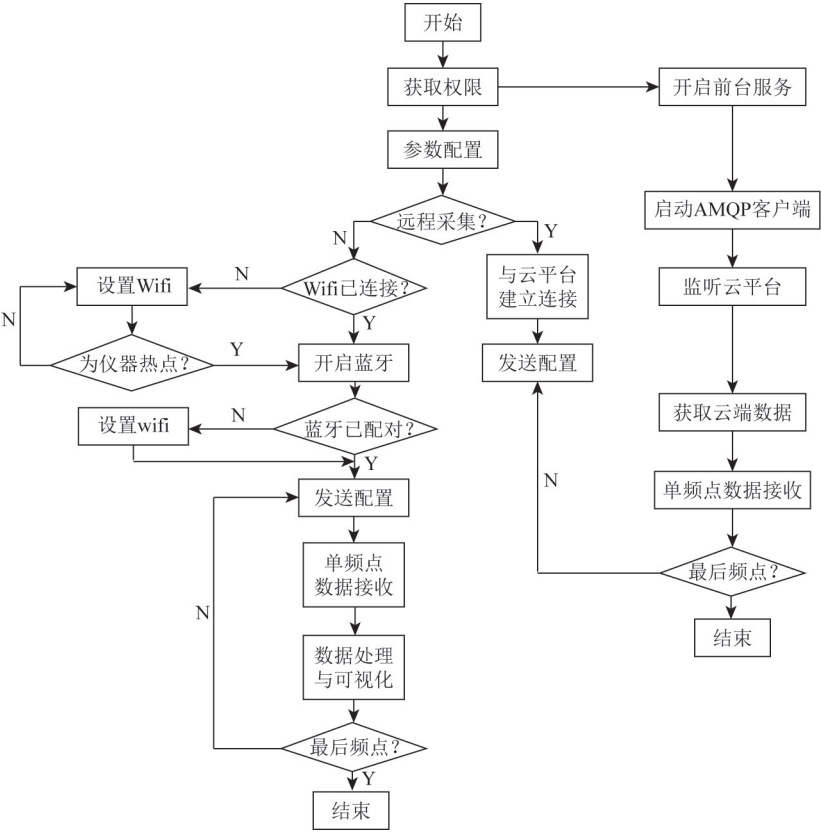 开始
获取权限
开启前台服务
参数配置
远程采集?
启动AMQP客户端
N
Y
与云平台
建立连接
监听云平台
设置Wifi
N
Wifi已连接?
N
Y
为仪器热点?
Y
开启蓝牙
发送配置
获取云端数据
设置wifi
N
蓝牙已配对?
Y
N
发送配置
单频点数据接收
单频点
数据接收
最后频点?
N
结束
数据处理
与可视化
最后频点?
Y
结束